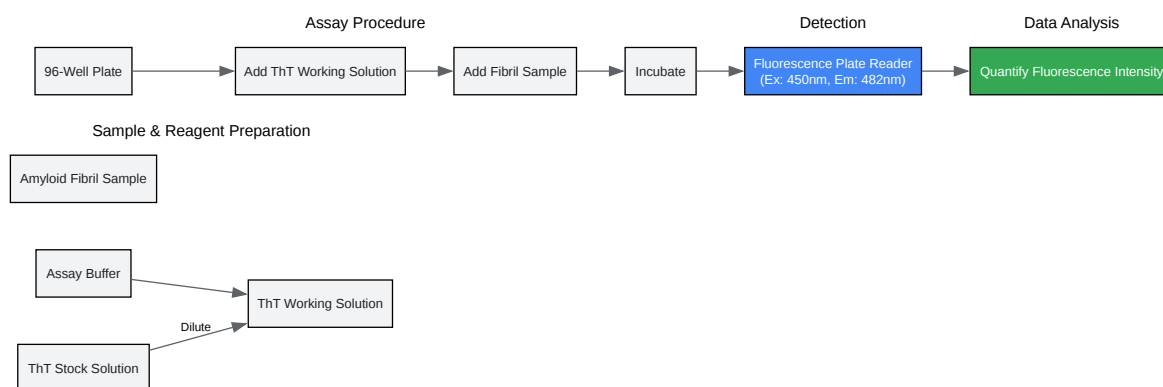 Assay Procedure
Detection
Data Analysis
96-Well Plate
Add ThT Working Solution
Add Fibril Sample
Incubate
Fluorescence Plate Reader
(Ex: 450nm, Em: 482nm)
Quantify Fluorescence Intensity
Sample & Reagent Preparation
Amyloid Fibril Sample
Assay Buffer
ThT Working Solution
Dilute
ThT Stock Solution